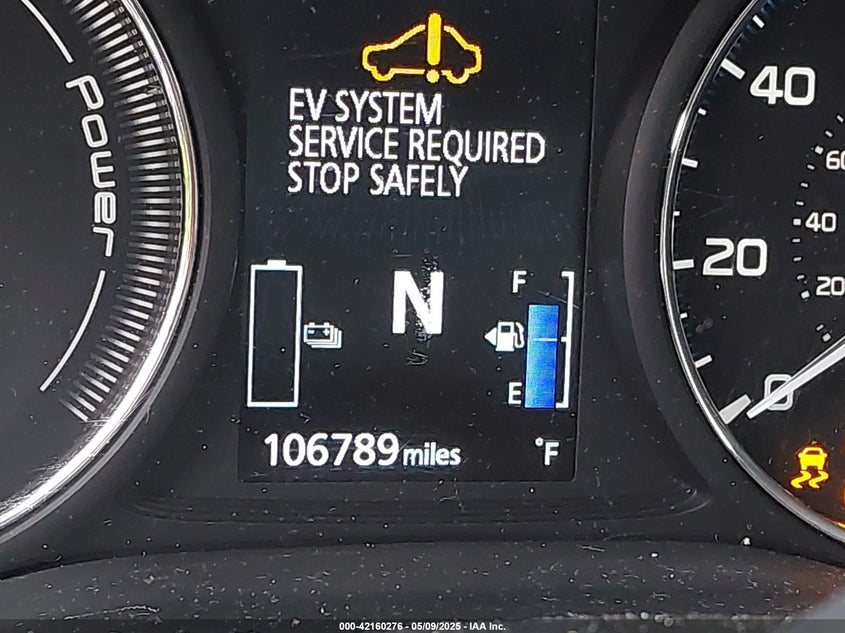 EV SYSTEM
SERVICE REQUIRED
STOP SAFELY
Power
N
F
E
106789 miles
°F
40
20
0
60
40
20
000-42160276 - 05/09/2025 - IAA Inc.